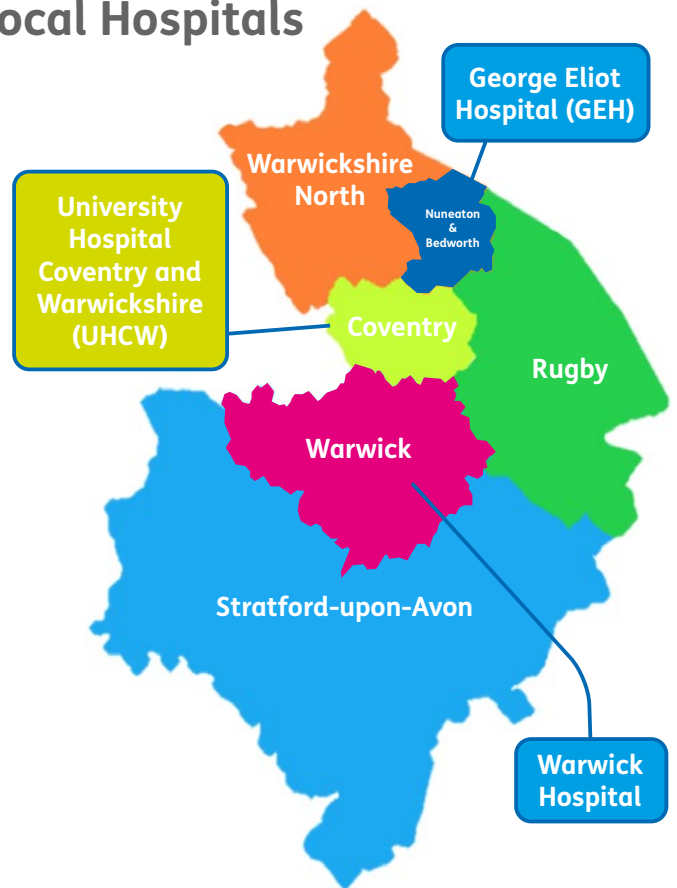 ocal Hospitals
George Eliot
Hospital (GEH)
Warwickshire
North
University
Hospital
Coventry and
Warwickshire
(UHCW)
Nuneaton
&
Bedworth
Coventry
Rugby
Warwick
Stratford-upon-Avon
Warwick
Hospital